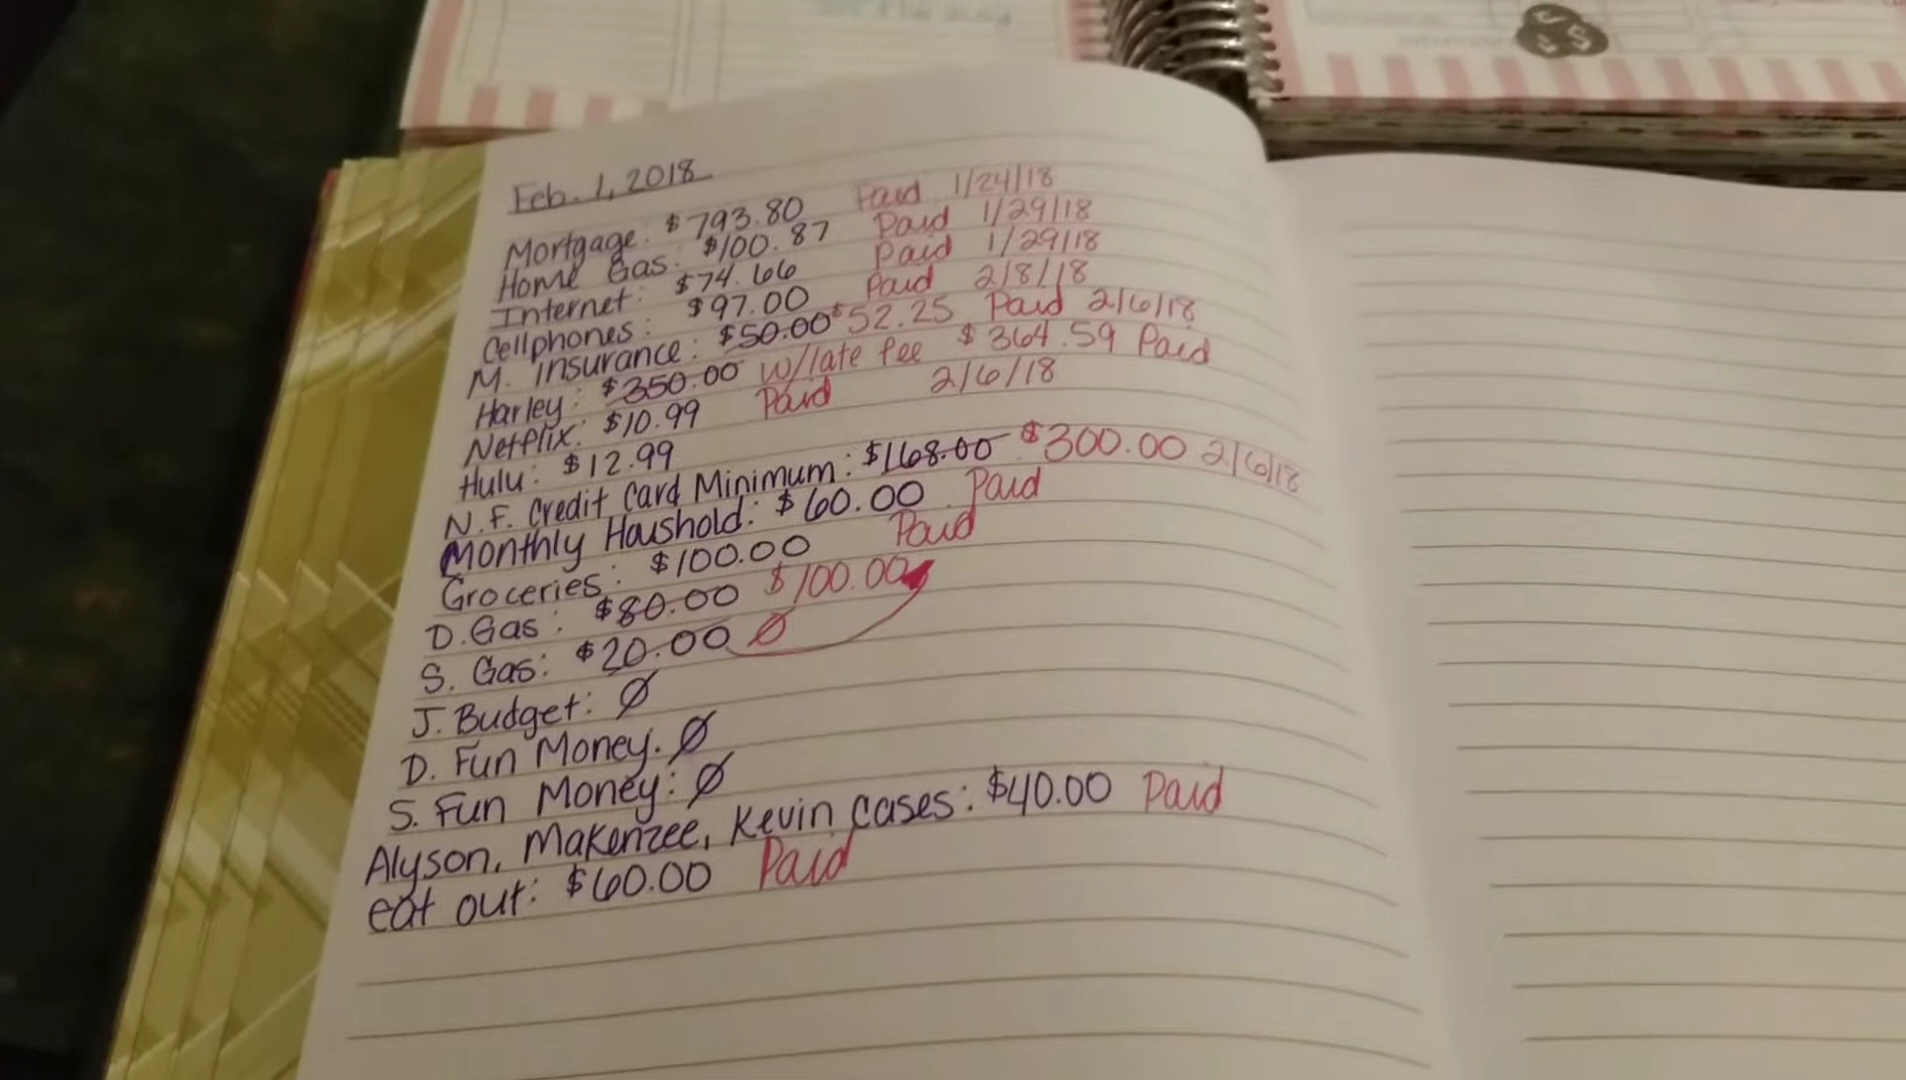 Feb. 1, 2018
Mortgage: $793.80 Paid 1/24/18
Home Gas: $100.87 Paid 1/29/18
Internet: $74.66 Paid 1/29/18
Cellphones: $97.00 Paid 2/8/18
M. Insurance: $50.00 $52.25 Paid 2/6/18
Harley: $350.00 w/late fee $364.59 Paid
Netflix: $10.99 Paid 2/6/18
Hulu: $12.99
N.F. Credit Card Minimum: $168.00 $300.00 2/6/18
Monthly Houshold: $60.00 Paid
Groceries: $100.00 Paid
D. Gas: $80.00 $100.00
S. Gas: $20.00 Ø
J. Budget: Ø
D. Fun Money. Ø
S. Fun Money: Ø
Alyson, Makenzee, Kevin cases: $40.00 Paid
eat out: $60.00 Paid